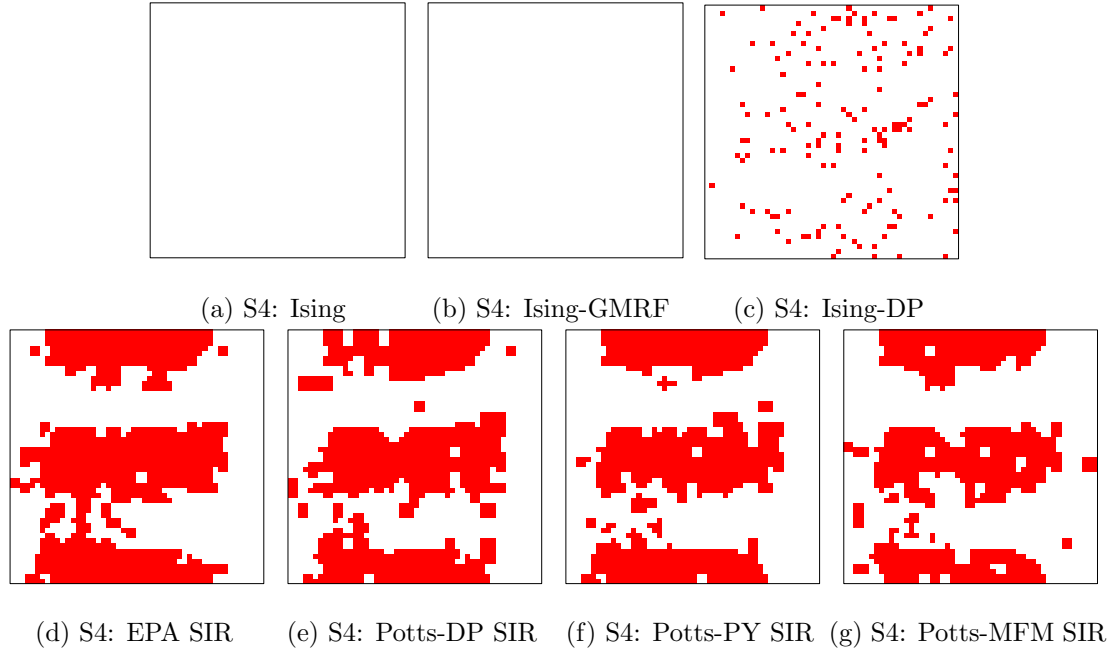 (a) S4: Ising
(b) S4: Ising-GMRF
(c) S4: Ising-DP
(d) S4: EPA SIR
(e) S4: Potts-DP SIR
(f) S4: Potts-PY SIR
(g) S4: Potts-MFM SIR